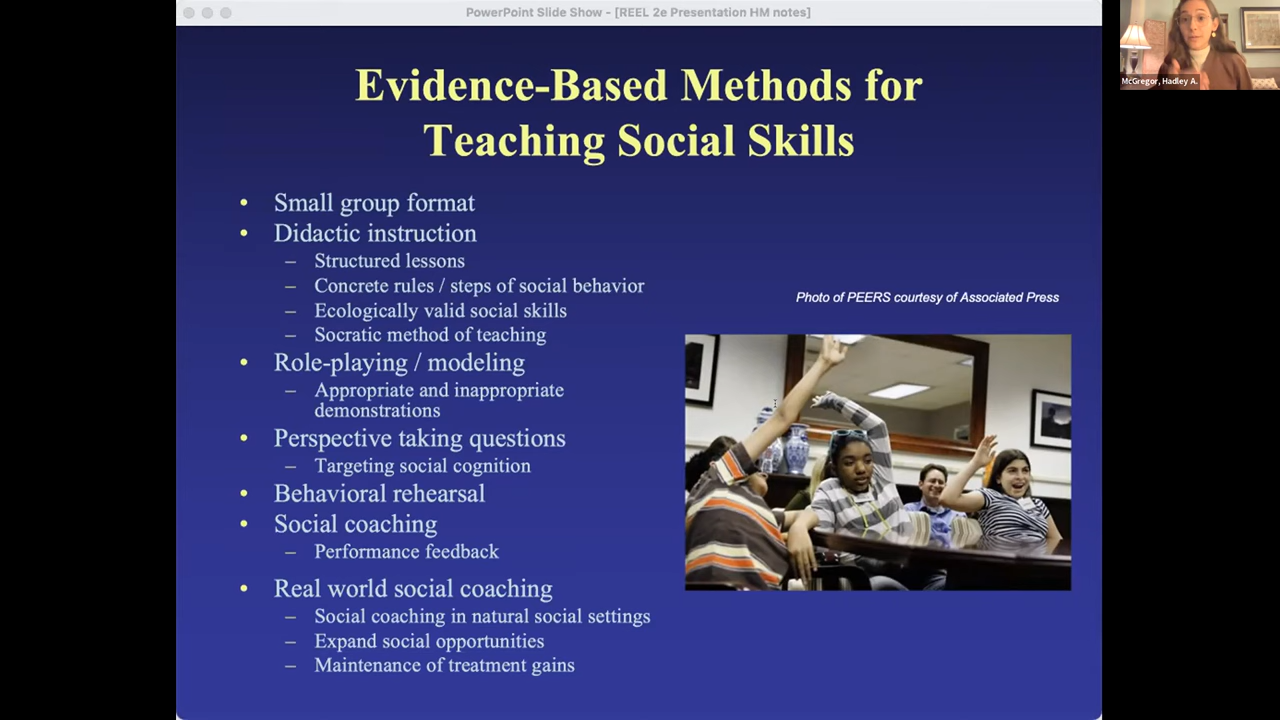 PowerPoint Slide Show - [REEL 2e Presentation HM notes]
McGregor, Hadley A.
Evidence-Based Methods for
Teaching Social Skills
• Small group format
• Didactic instruction
– Structured lessons
– Concrete rules / steps of social behavior
– Ecologically valid social skills
– Socratic method of teaching
• Role-playing / modeling
– Appropriate and inappropriate
demonstrations
• Perspective taking questions
– Targeting social cognition
• Behavioral rehearsal
• Social coaching
– Performance feedback
• Real world social coaching
– Social coaching in natural social settings
– Expand social opportunities
– Maintenance of treatment gains
Photo of PEERS courtesy of Associated Press